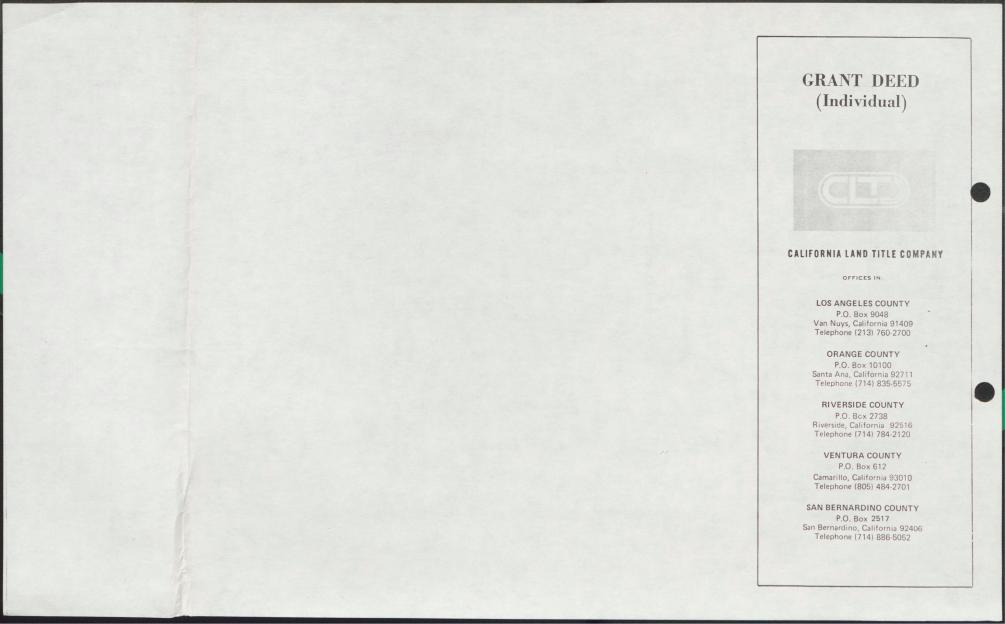 GRANT DEED
(Individual)
CLT
CALIFORNIA LAND TITLE COMPANY
OFFICES IN
LOS ANGELES COUNTY
P.O. Box 9048
Van Nuys, California 91409
Telephone (213) 760-2700
ORANGE COUNTY
P.O. Box 10100
Santa Ana, California 92711
Telephone (714) 835-5575
RIVERSIDE COUNTY
P.O. Box 2738
Riverside, California 92516
Telephone (714) 784-2120
VENTURA COUNTY
P.O. Box 612
Camarillo, California 93010
Telephone (805) 484-2701
SAN BERNARDINO COUNTY
P.O. Box 2517
San Bernardino, California 92406
Telephone (714) 886-5052